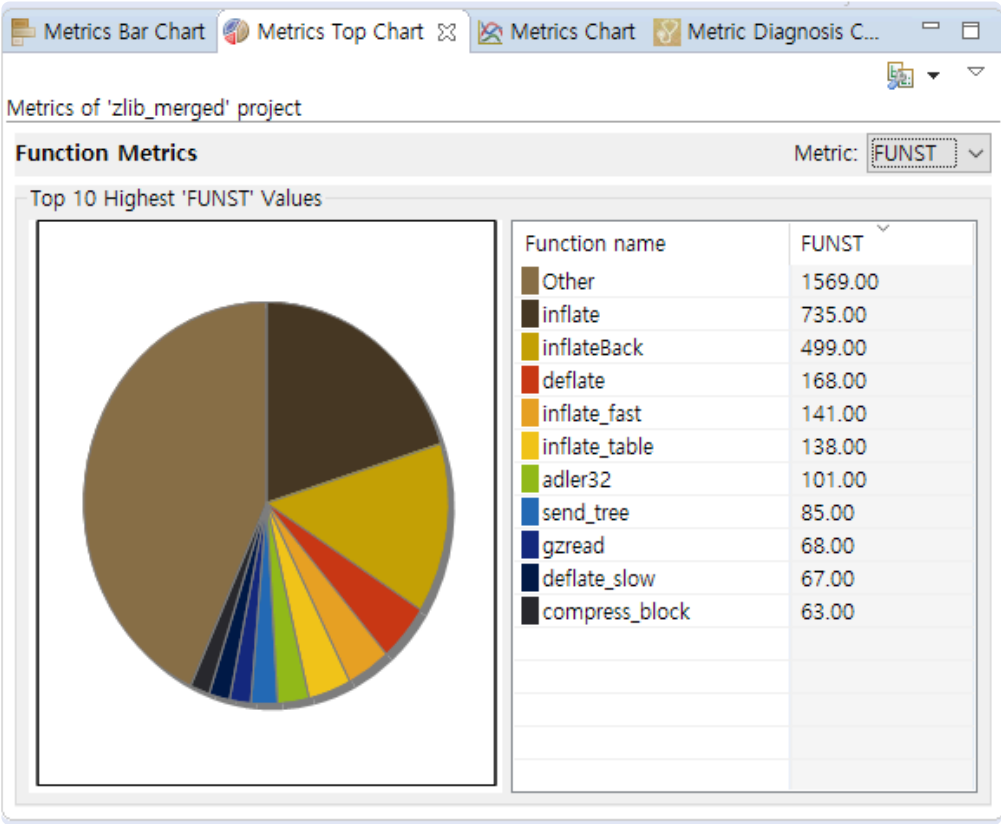 Metrics Bar Chart Metrics Top Chart Metrics Chart Metric Diagnosis C...
Metrics of 'zlib_merged' project
Function Metrics Metric: FUNST
Top 10 Highest 'FUNST' Values
Function name FUNST
Other 1569.00
inflate 735.00
inflateBack 499.00
deflate 168.00
inflate_fast 141.00
inflate_table 138.00
adler32 101.00
send_tree 85.00
gzread 68.00
deflate_slow 67.00
compress_block 63.00